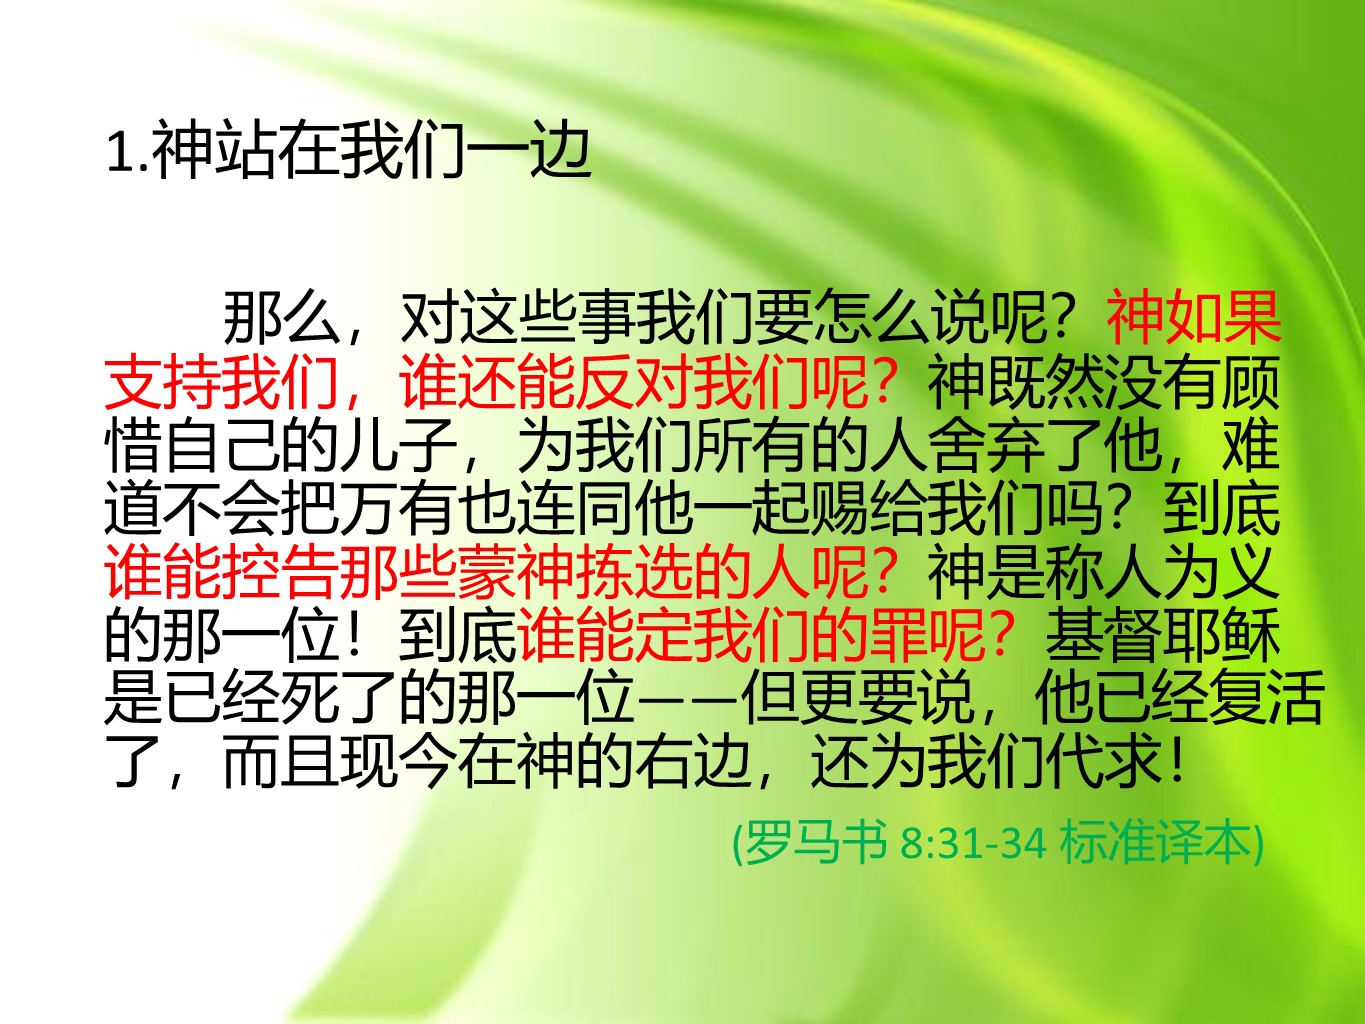 1.神站在我们一边
那么，对这些事我们要怎么说呢？神如果
支持我们，谁还能反对我们呢？神既然没有顾
惜自己的儿子，为我们所有的人舍弃了他，难
道不会把万有也连同他一起赐给我们吗？到底
谁能控告那些蒙神拣选的人呢？神是称人为义
的那一位！到底谁能定我们的罪呢？基督耶稣
是已经死了的那一位——但更要说，他已经复活
了，而且现今在神的右边，还为我们代求！
(罗马书 8:31-34 标准译本)